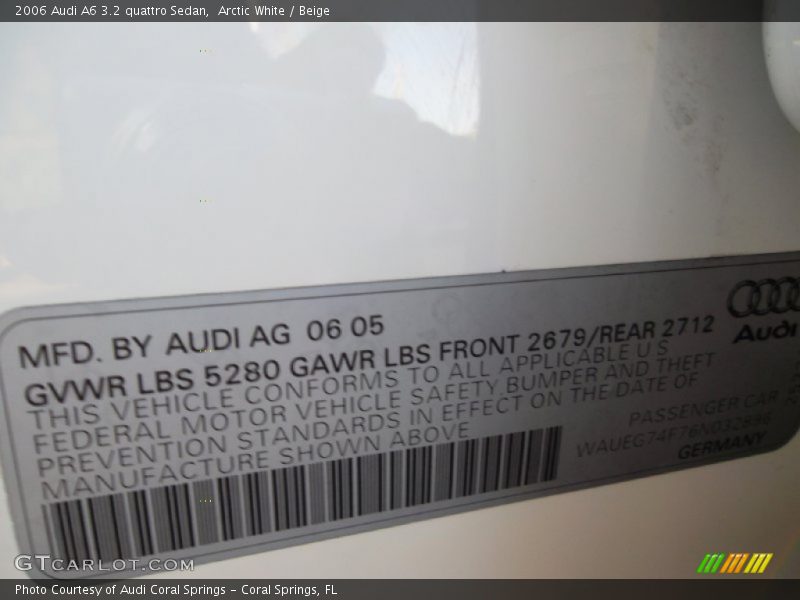 2006 Audi A6 3.2 quattro Sedan, Arctic White / Beige
MFD. BY AUDI AG 06 05
GVWR LBS 5280 GAWR LBS FRONT 2679/REAR 2712
THIS VEHICLE CONFORMS TO ALL APPLICABLE U S
FEDERAL MOTOR VEHICLE SAFETY BUMPER AND THEFT
PREVENTION STANDARDS IN EFFECT ON THE DATE OF
MANUFACTURE SHOWN ABOVE
PASSENGER CAR
WAUEG74F76N032896
GERMANY
Audi
GTCARLOT.COM
Photo Courtesy of Audi Coral Springs - Coral Springs, FL